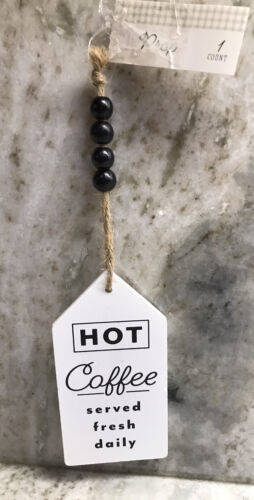 1
COUNT
HOT
Coffee
served
fresh
daily